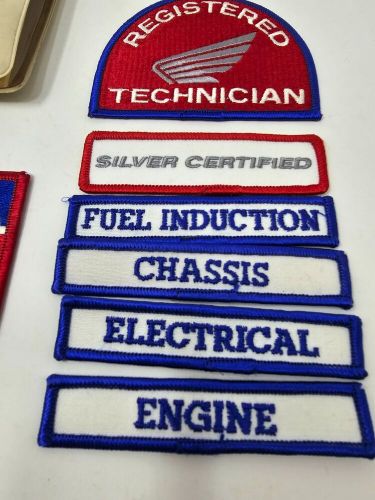 REGISTERED
TECHNICIAN
SILVER CERTIFIED
FUEL INDUCTION
CHASSIS
ELECTRICAL
ENGINE